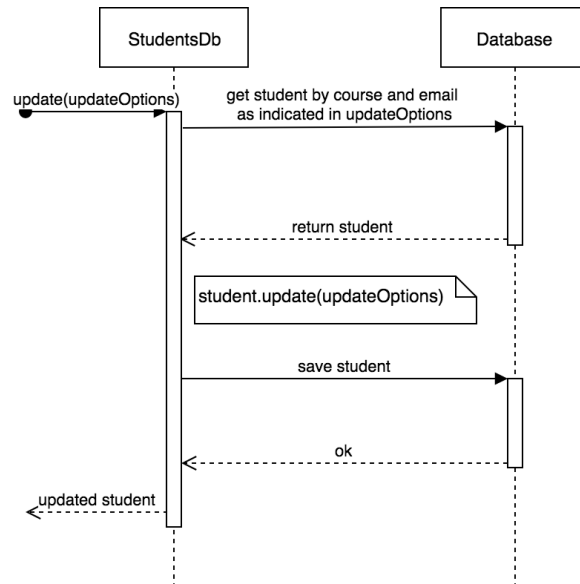 StudentsDb
Database
update(updateOptions)
get student by course and email
as indicated in updateOptions
return student
student.update(updateOptions)
save student
ok
updated student